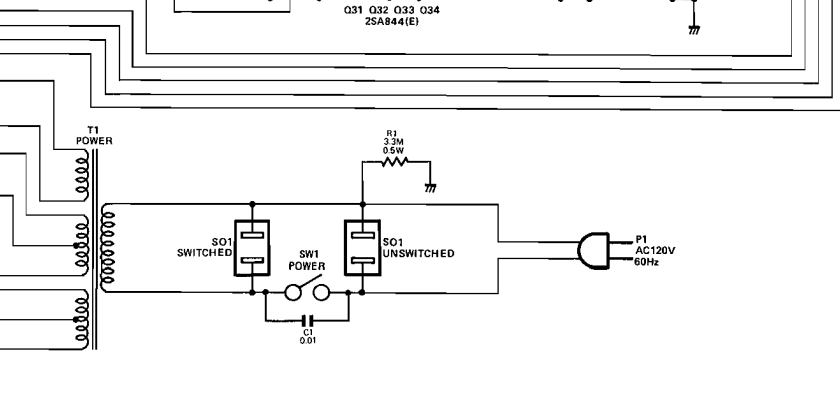 Q31 Q32 Q33 Q34
2SA844(E)
T1
POWER
R1
3.3M
0.5W
SO1
SWITCHED
SW1
POWER
SO1
UNSWITCHED
P1
AC120V
60Hz
C1
0.01